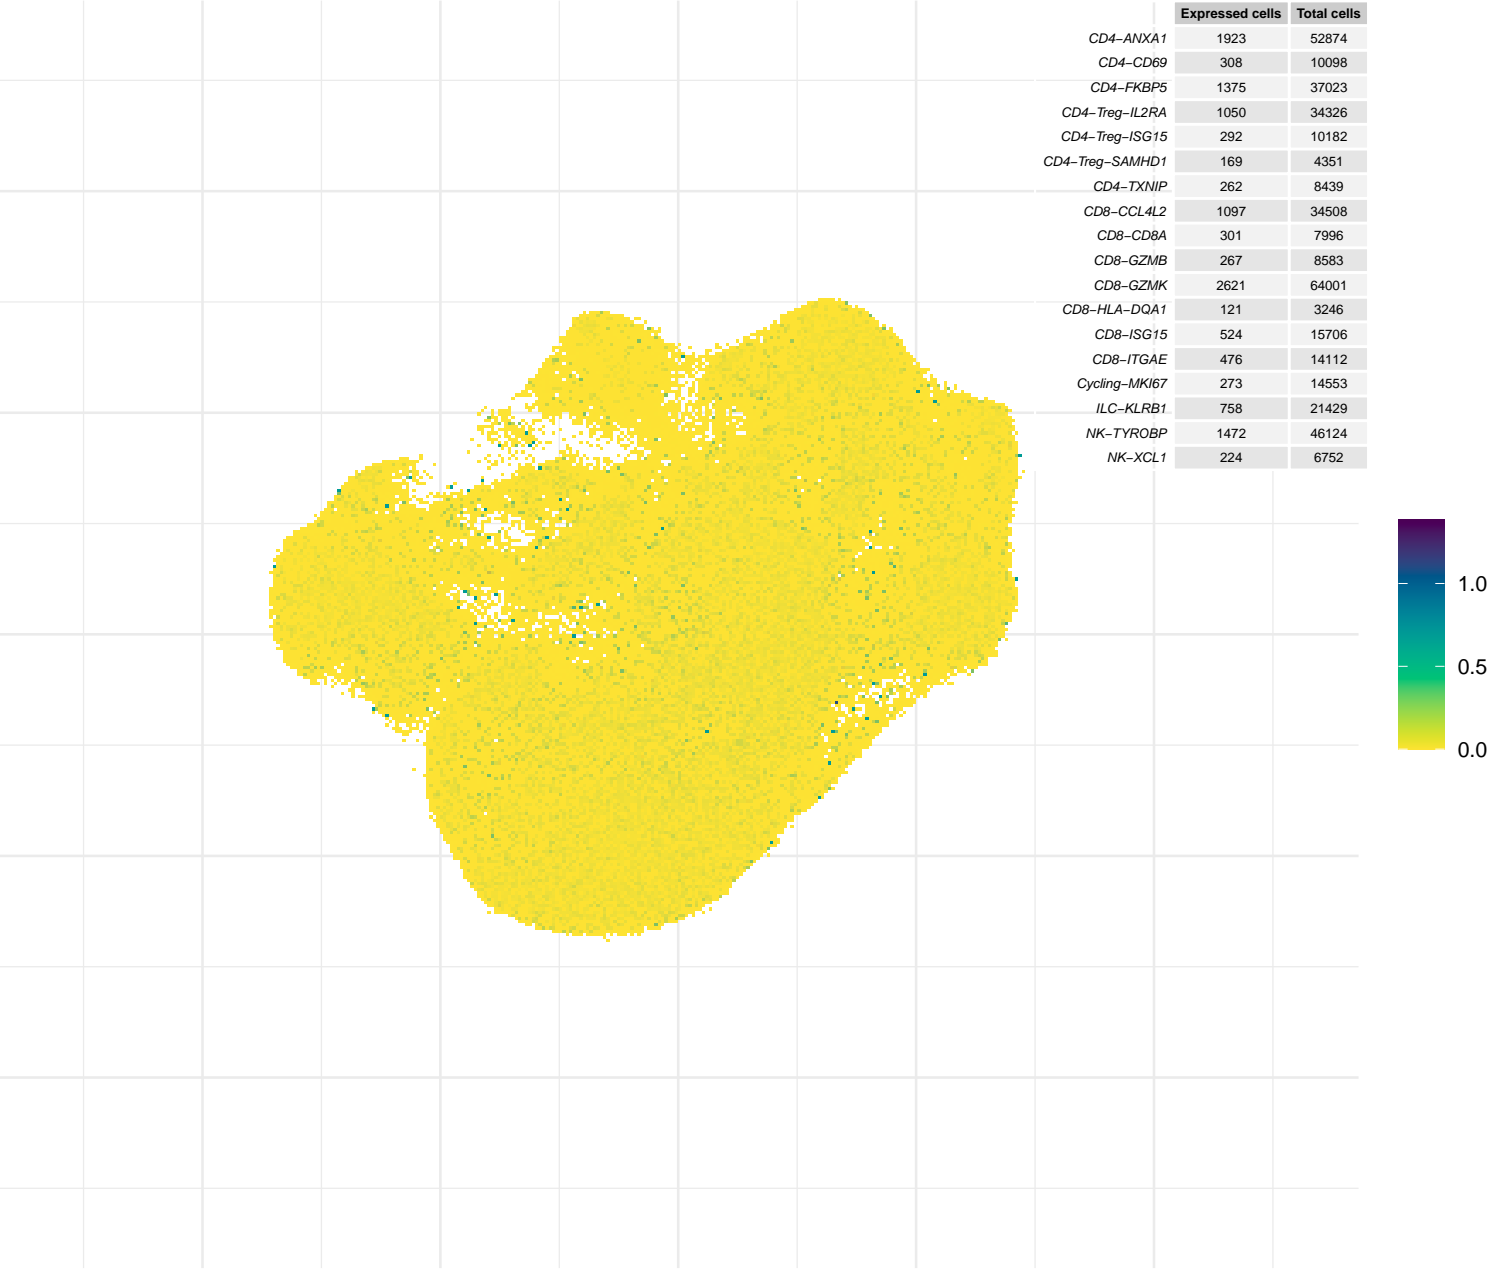 Expressed cells Total cells
CD4−ANXA1 1923 52874
CD4−CD69 308 10098
CD4−FKBP5 1375 37023
CD4−Treg−IL2RA 1050 34326
CD4−Treg−ISG15 292 10182
CD4−Treg−SAMHD1 169 4351
CD4−TXNIP 262 8439
CD8−CCL4L2 1097 34508
CD8−CD8A 301 7996
CD8−GZMB 267 8583
CD8−GZMK 2621 64001
CD8−HLA−DQA1 121 3246
CD8−ISG15 524 15706
CD8−ITGAE 476 14112
Cycling−MKI67 273 14553
ILC−KLRB1 758 21429
NK−TYROBP 1472 46124
NK−XCL1 224 6752
1.0
0.5
0.0